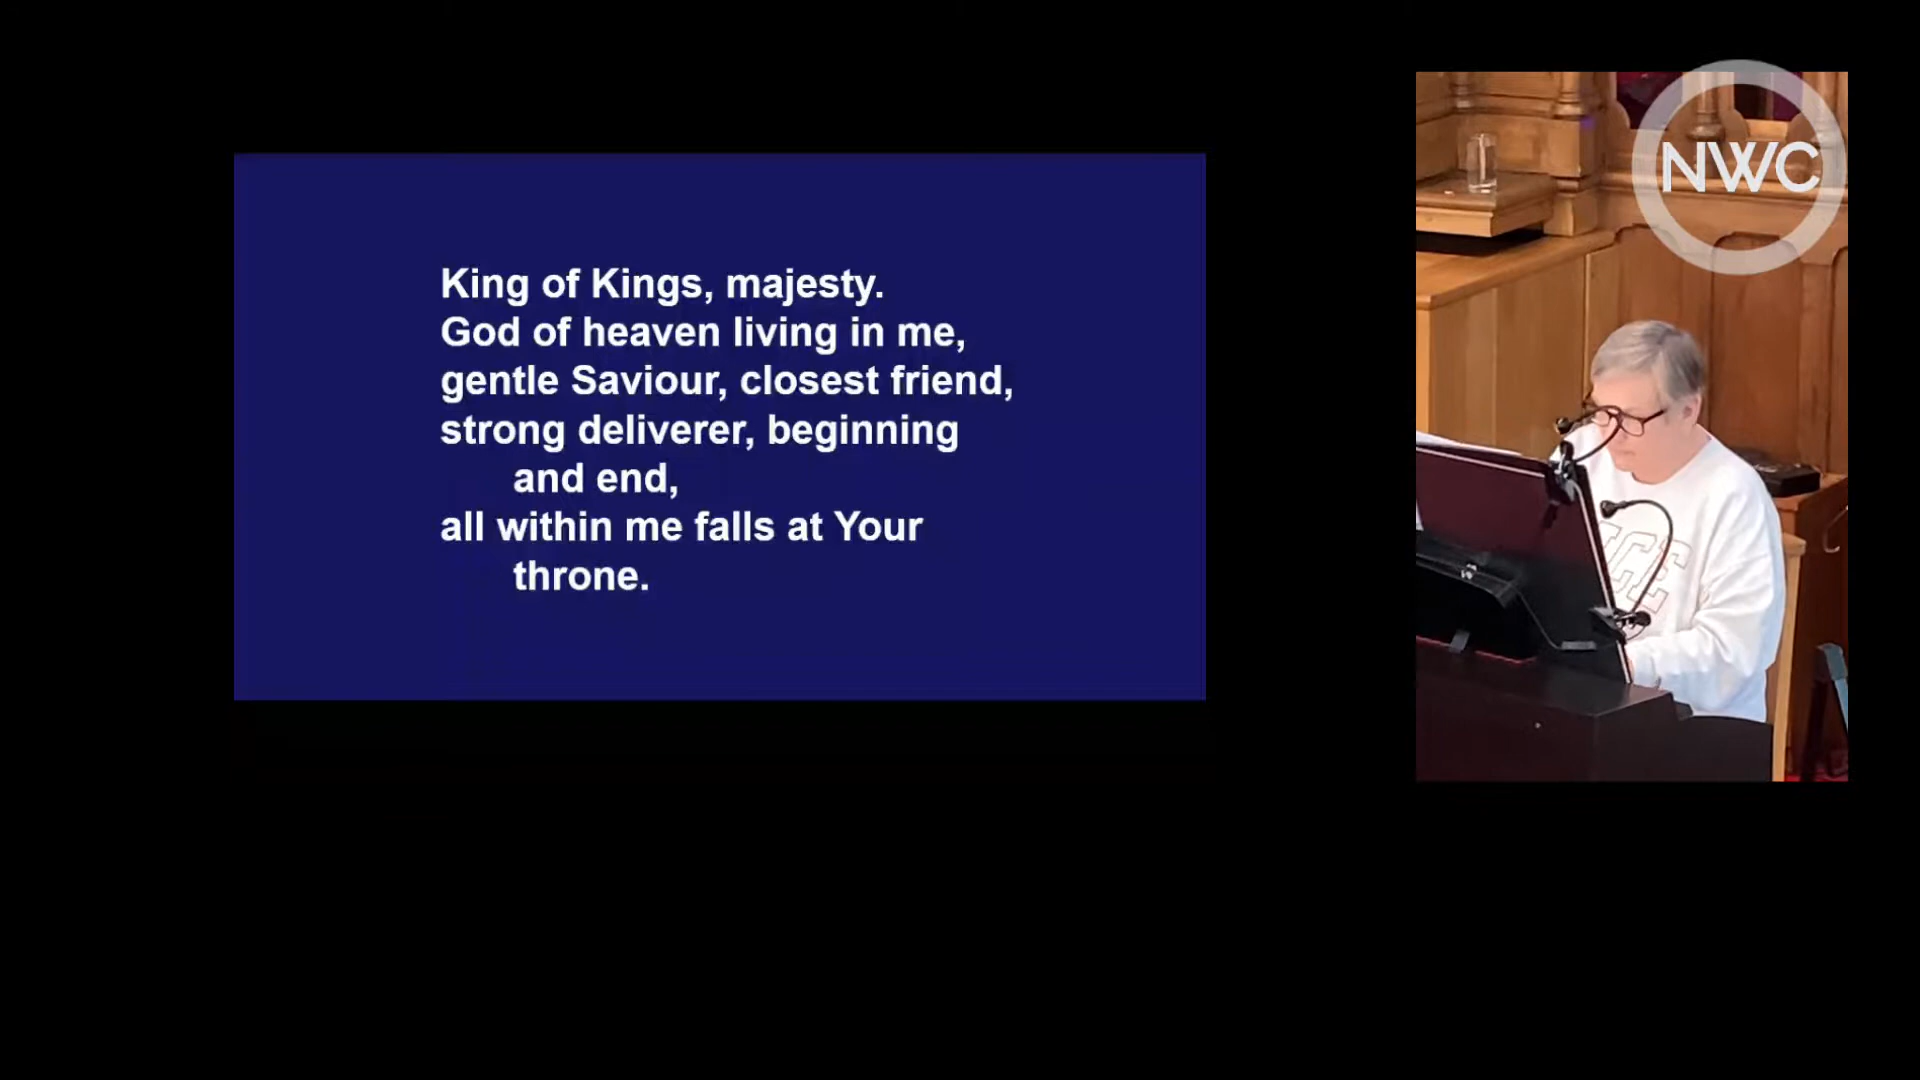 King of Kings, majesty.
God of heaven living in me,
gentle Saviour, closest friend,
strong deliverer, beginning
and end,
all within me falls at Your
throne.
NWC